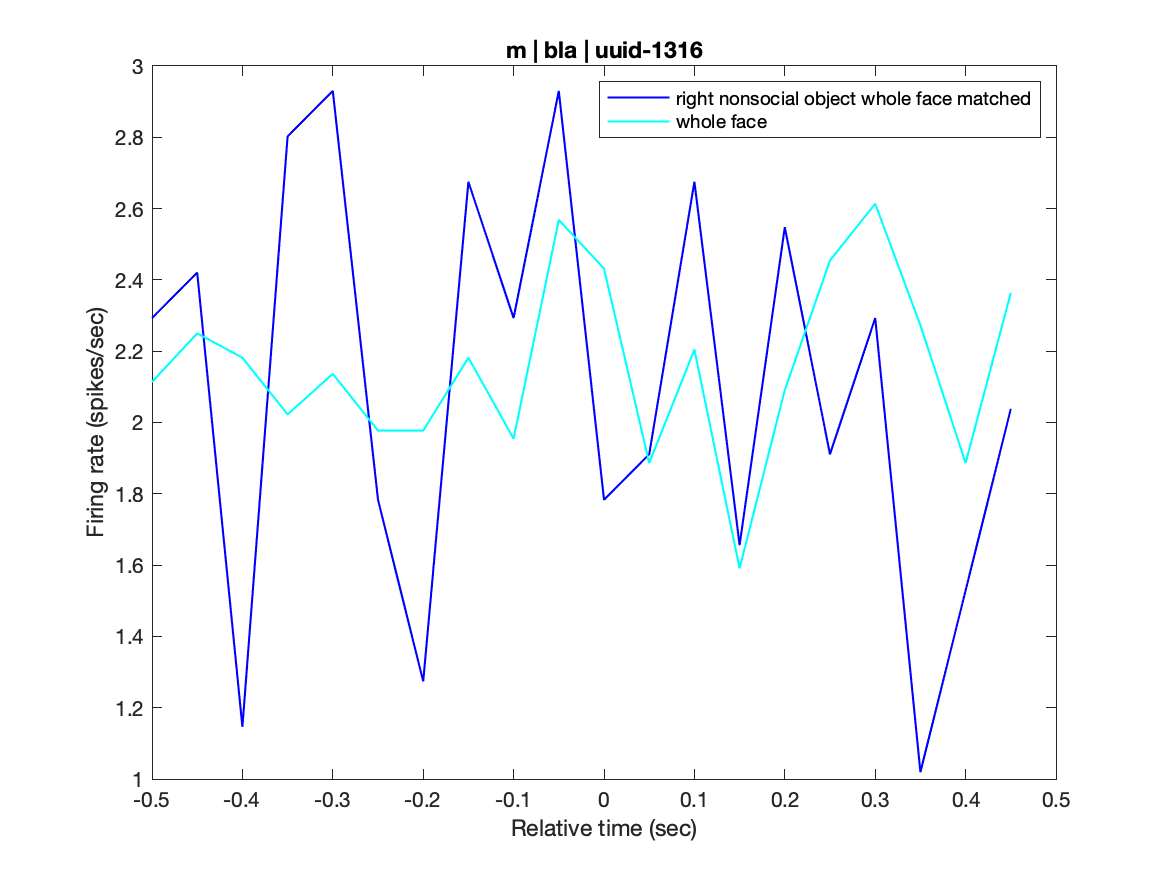 m | bla | uuid-1316
right nonsocial object whole face matched
whole face
Firing rate (spikes/sec)
3
2.8
2.6
2.4
2.2
2
1.8
1.6
1.4
1.2
1
-0.5 -0.4 -0.3 -0.2 -0.1 0 0.1 0.2 0.3 0.4 0.5
Relative time (sec)